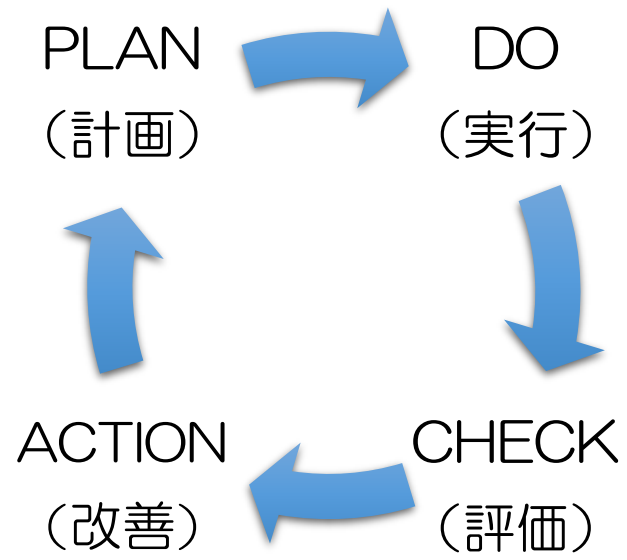 PLAN
（計画）
DO
（実行）
CHECK
（評価）
ACTION
（改善）